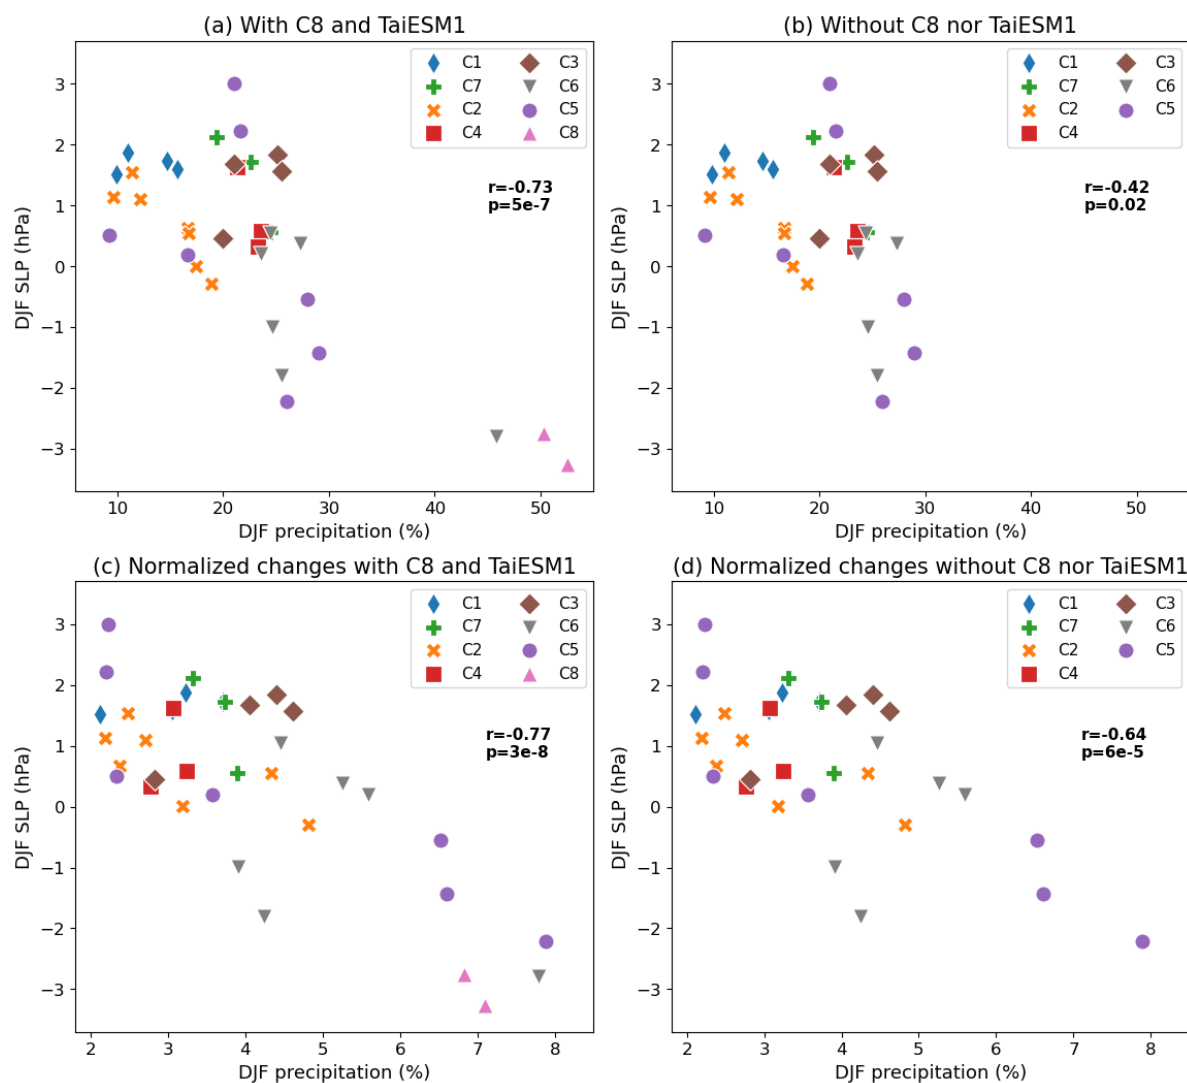 (a) With C8 and TaiESM1
C1 C3
C7 C6
C2 C5
C4 C8
r=-0.73
p=5e-7
3
2
1
0
−1
−2
−3
DJF SLP (hPa)
10 20 30 40 50
DJF precipitation (%)
(b) Without C8 nor TaiESM1
C1 C3
C7 C6
C2 C5
C4
r=-0.42
p=0.02
3
2
1
0
−1
−2
−3
DJF SLP (hPa)
10 20 30 40 50
DJF precipitation (%)
(c) Normalized changes with C8 and TaiESM1
C1 C3
C7 C6
C2 C5
C4 C8
r=-0.77
p=3e-8
3
2
1
0
−1
−2
−3
DJF SLP (hPa)
2 3 4 5 6 7 8
DJF precipitation (%)
(d) Normalized changes without C8 nor TaiESM1
C1 C3
C7 C6
C2 C5
C4
r=-0.64
p=6e-5
3
2
1
0
−1
−2
−3
DJF SLP (hPa)
2 3 4 5 6 7 8
DJF precipitation (%)